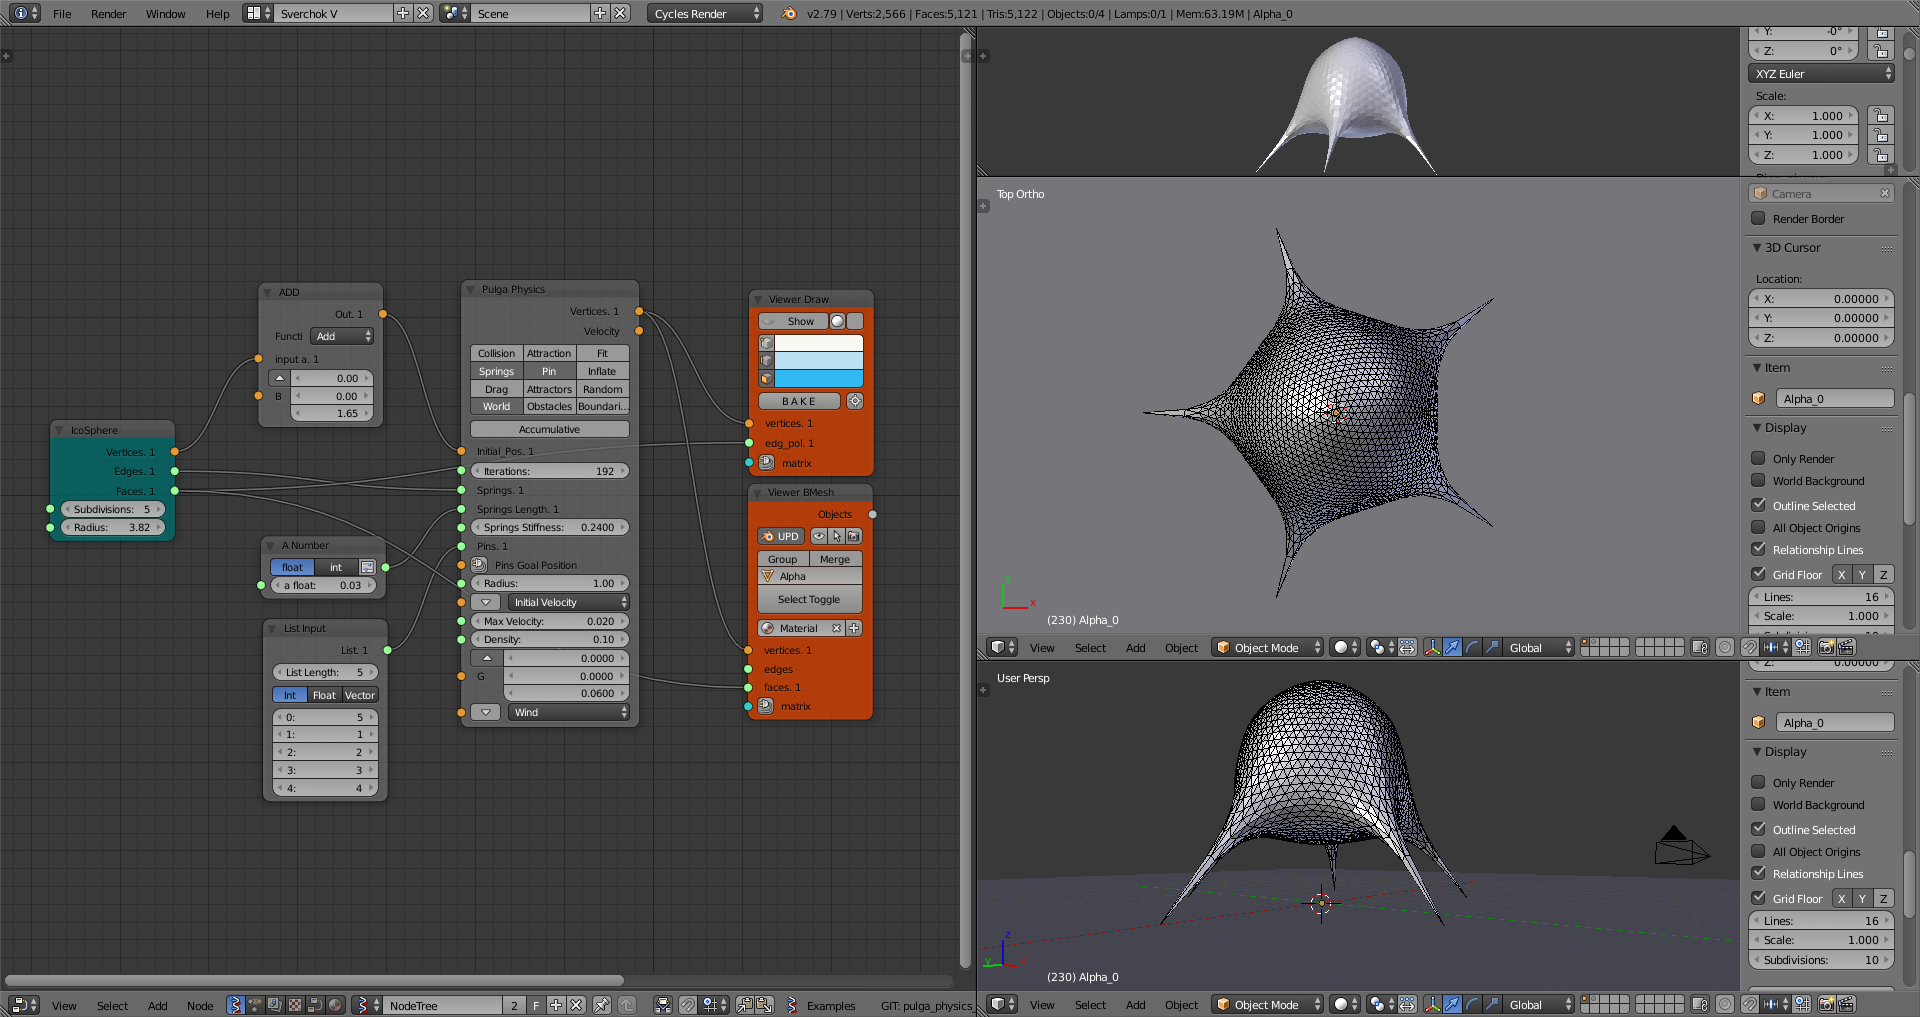 File Render Window Help Sverchok V Scene Cycles Render v2.79 | Verts:2,566 | Faces:5,121 | Tris:5,122 | Objects:0/4 | Lamps:0/1 | Mem:63.19M | Alpha_0
ADD
Out. 1
Functi Add
input a. 1
0.00
B 0.00
1.65
IcoSphere
Vertices. 1
Edges. 1
Faces. 1
Subdivisions: 5
Radius: 3.82
A Number
float int
a float: 0.03
List Input
List. 1
List Length: 5
Int Float Vector
0: 5
1: 1
2: 2
3: 3
4: 4
Pulga Physics
Vertices. 1
Velocity
Collision Attraction Fit
Springs Pin Inflate
Drag Attractors Random
World Obstacles Boundari...
Accumulative
Initial_Pos. 1
Iterations: 192
Springs. 1
Springs Length. 1
Springs Stiffness: 0.2400
Pins. 1
Pins Goal Position
Radius: 1.00
Initial Velocity
Max Velocity: 0.020
Density: 0.10
0.0000
G 0.0000
0.0600
Wind
Viewer Draw
Show
BAKE
vertices. 1
edg_pol. 1
matrix
Viewer BMesh
Objects
UPD
Group Merge
Alpha
Select Toggle
Material
vertices. 1
edges
faces. 1
matrix
View Select Add Node NodeTree 2 F Examples GIT: pulga_physics
Y: -0°
Z: 0°
XYZ Euler
Scale:
X: 1.000
Y: 1.000
Z: 1.000
Top Ortho
y
x
(230) Alpha_0
Camera
Render Border
3D Cursor
Location:
X: 0.00000
Y: 0.00000
Z: 0.00000
Item
Alpha_0
Display
Only Render
World Background
Outline Selected
All Object Origins
Relationship Lines
Grid Floor X Y Z
Lines: 16
Scale: 1.000
View Select Add Object Object Mode Global
User Persp
z
y
(230) Alpha_0
Z: 0.00000
Item
Alpha_0
Display
Only Render
World Background
Outline Selected
All Object Origins
Relationship Lines
Grid Floor X Y Z
Lines: 16
Scale: 1.000
Subdivisions: 10
View Select Add Object Object Mode Global